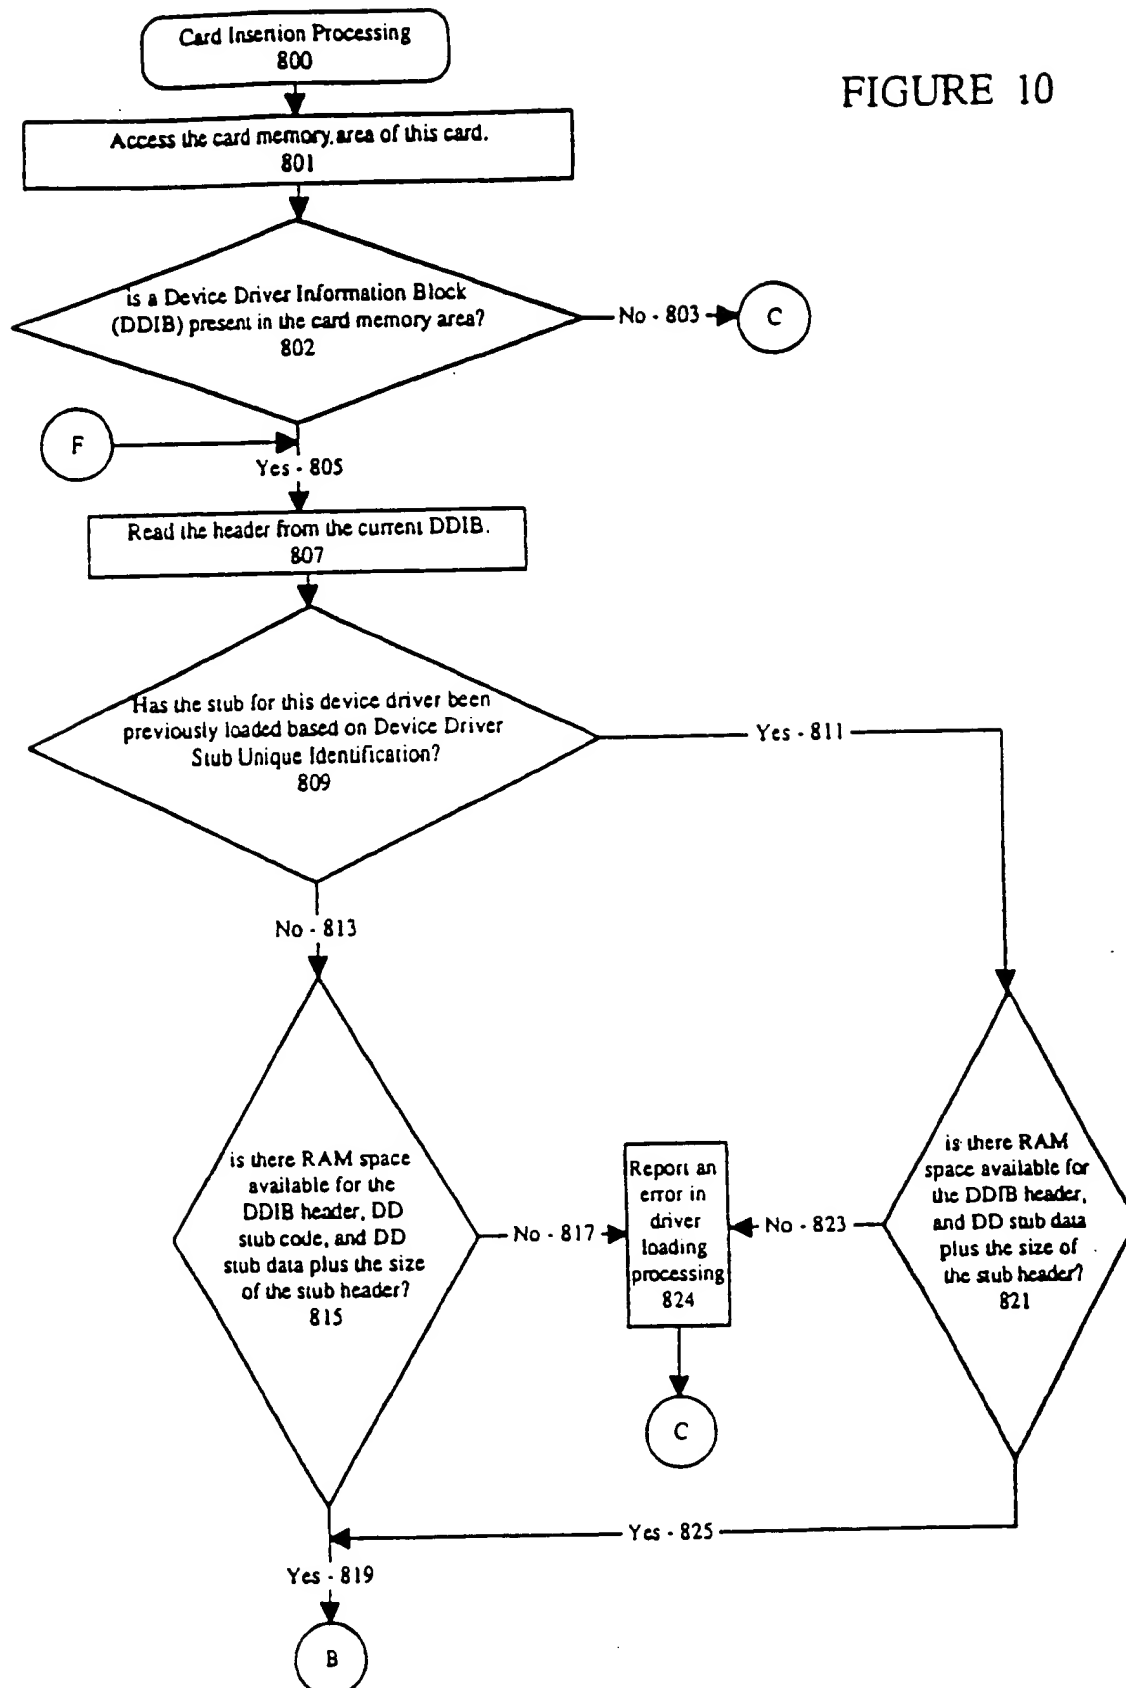 Card Insertion Processing
800
FIGURE 10
Access the card memory area of this card.
801
is a Device Driver Information Block
(DDIB) present in the card memory area?
802
No - 803
C
F
Yes - 805
Read the header from the current DDIB.
807
Has the stub for this device driver been
previously loaded based on Device Driver
Stub Unique Identification?
809
Yes - 811
No - 813
is there RAM space
available for the
DDIB header, DD
stub code, and DD
stub data plus the size
of the stub header?
815
No - 817
Report an
error in
driver
loading
processing
824
No - 823
is there RAM
space available for
the DDIB header,
and DD stub data
plus the size of
the stub header?
821
C
Yes - 825
Yes - 819
B